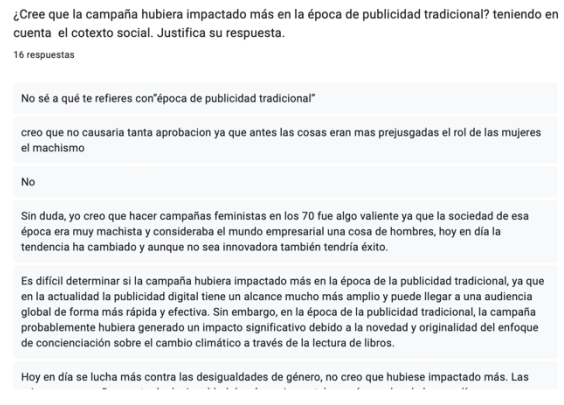 ¿Cree que la campaña hubiera impactado más en la época de publicidad tradicional? teniendo en
cuenta el cotexto social. Justifica su respuesta.
16 respuestas
No sé a qué te refieres con"época de publicidad tradicional"
creo que no causaria tanta aprobacion ya que antes las cosas eran mas prejusgadas el rol de las mujeres
el machismo
No
Sin duda, yo creo que hacer campañas feministas en los 70 fue algo valiente ya que la sociedad de esa
época era muy machista y consideraba el mundo empresarial una cosa de hombres, hoy en día la
tendencia ha cambiado y aunque no sea innovadora también tendría éxito.
Es difícil determinar si la campaña hubiera impactado más en la época de la publicidad tradicional, ya que
en la actualidad la publicidad digital tiene un alcance mucho más amplio y puede llegar a una audiencia
global de forma más rápida y efectiva. Sin embargo, en la época de la publicidad tradicional, la campaña
probablemente hubiera generado un impacto significativo debido a la novedad y originalidad del enfoque
de concienciación sobre el cambio climático a través de la lectura de libros.
Hoy en día se lucha más contra las desigualdades de género, no creo que hubiese impactado más. Las